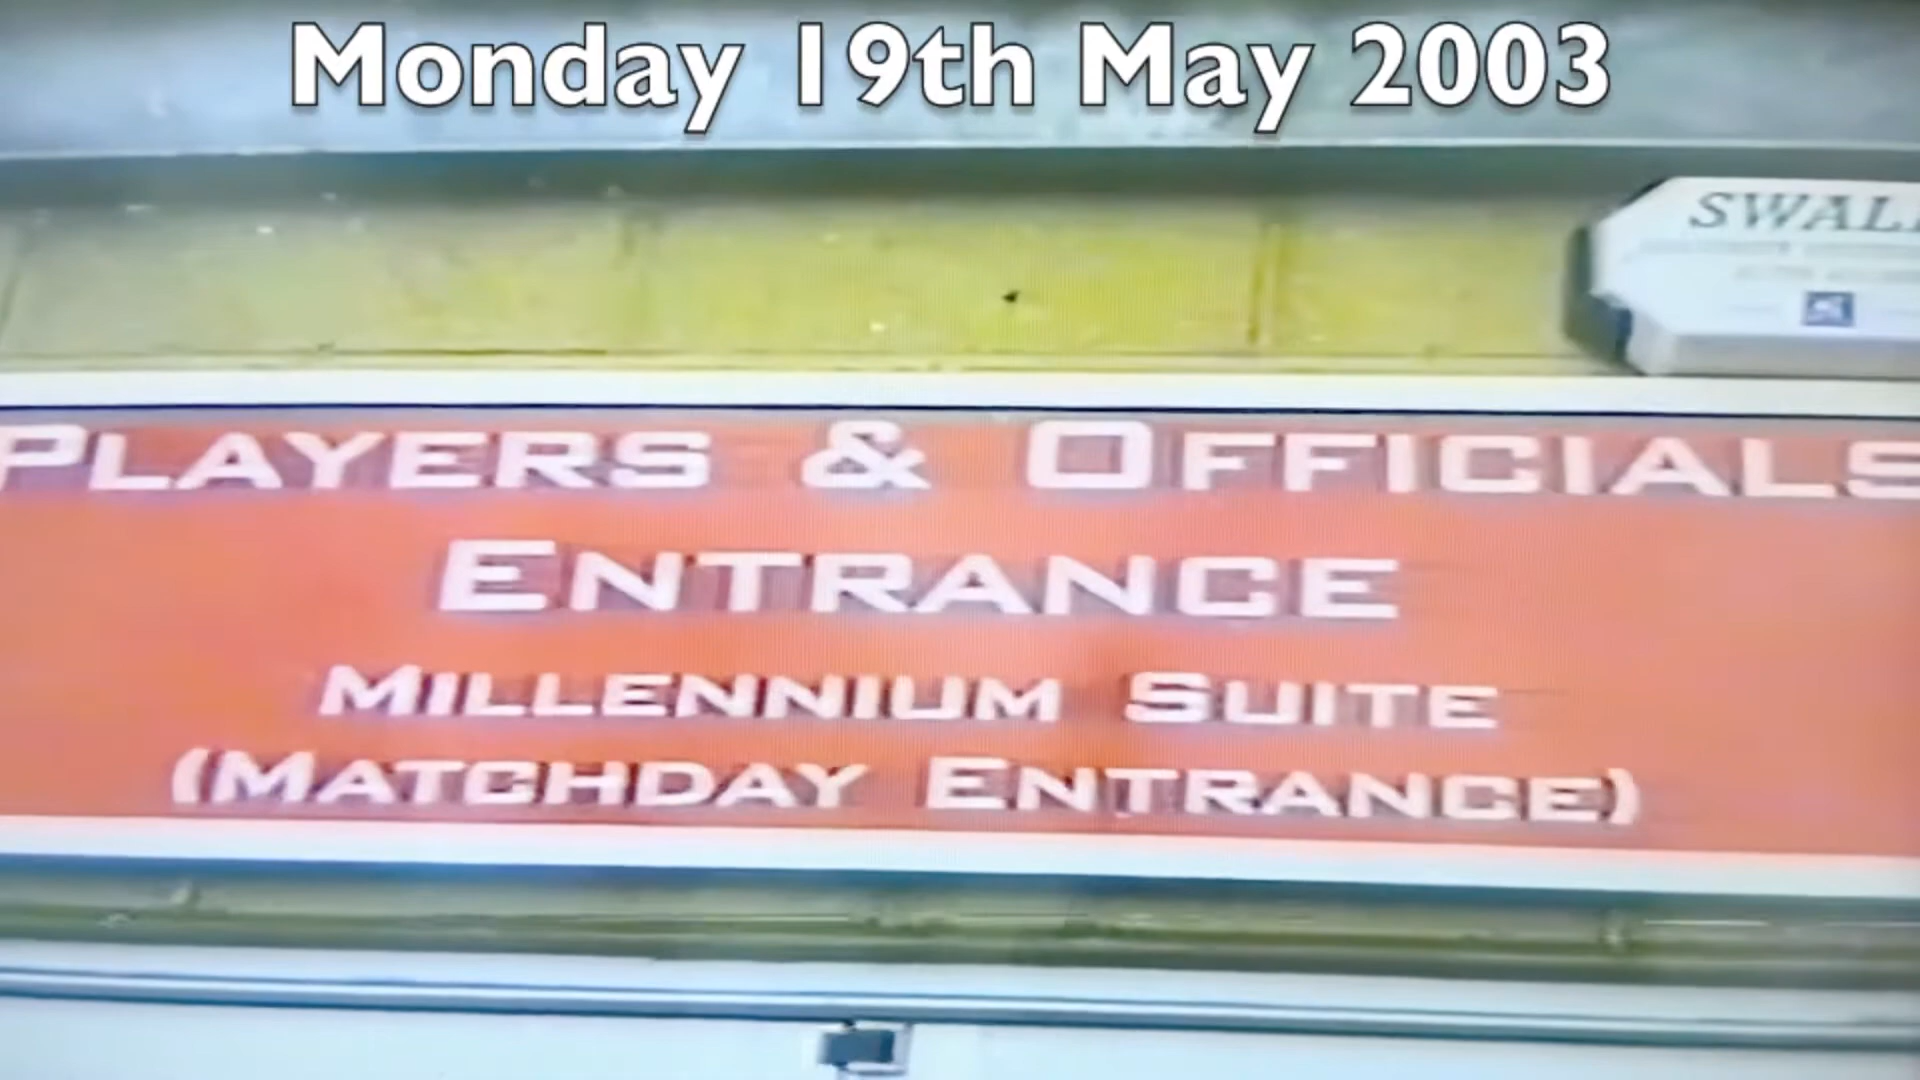 Monday 19th May 2003
SWAL
PLAYERS & OFFICIALS
ENTRANCE
MILLENNIUM SUITE
(MATCHDAY ENTRANCE)